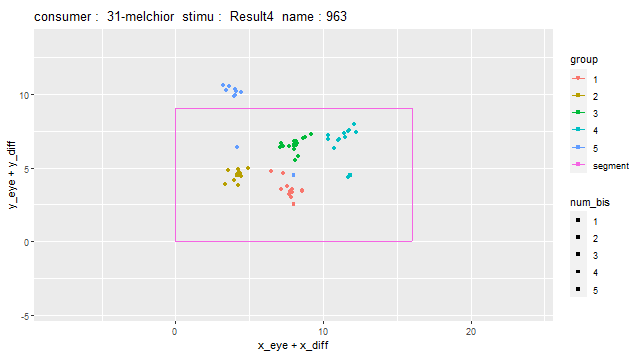 consumer : 31-melchior stimu : Result4 name : 963
y_eye + y_diff
10
5
0
-5
0
10
20
x_eye + x_diff
group
1
2
3
4
5
segment
num_bis
1
2
3
4
5